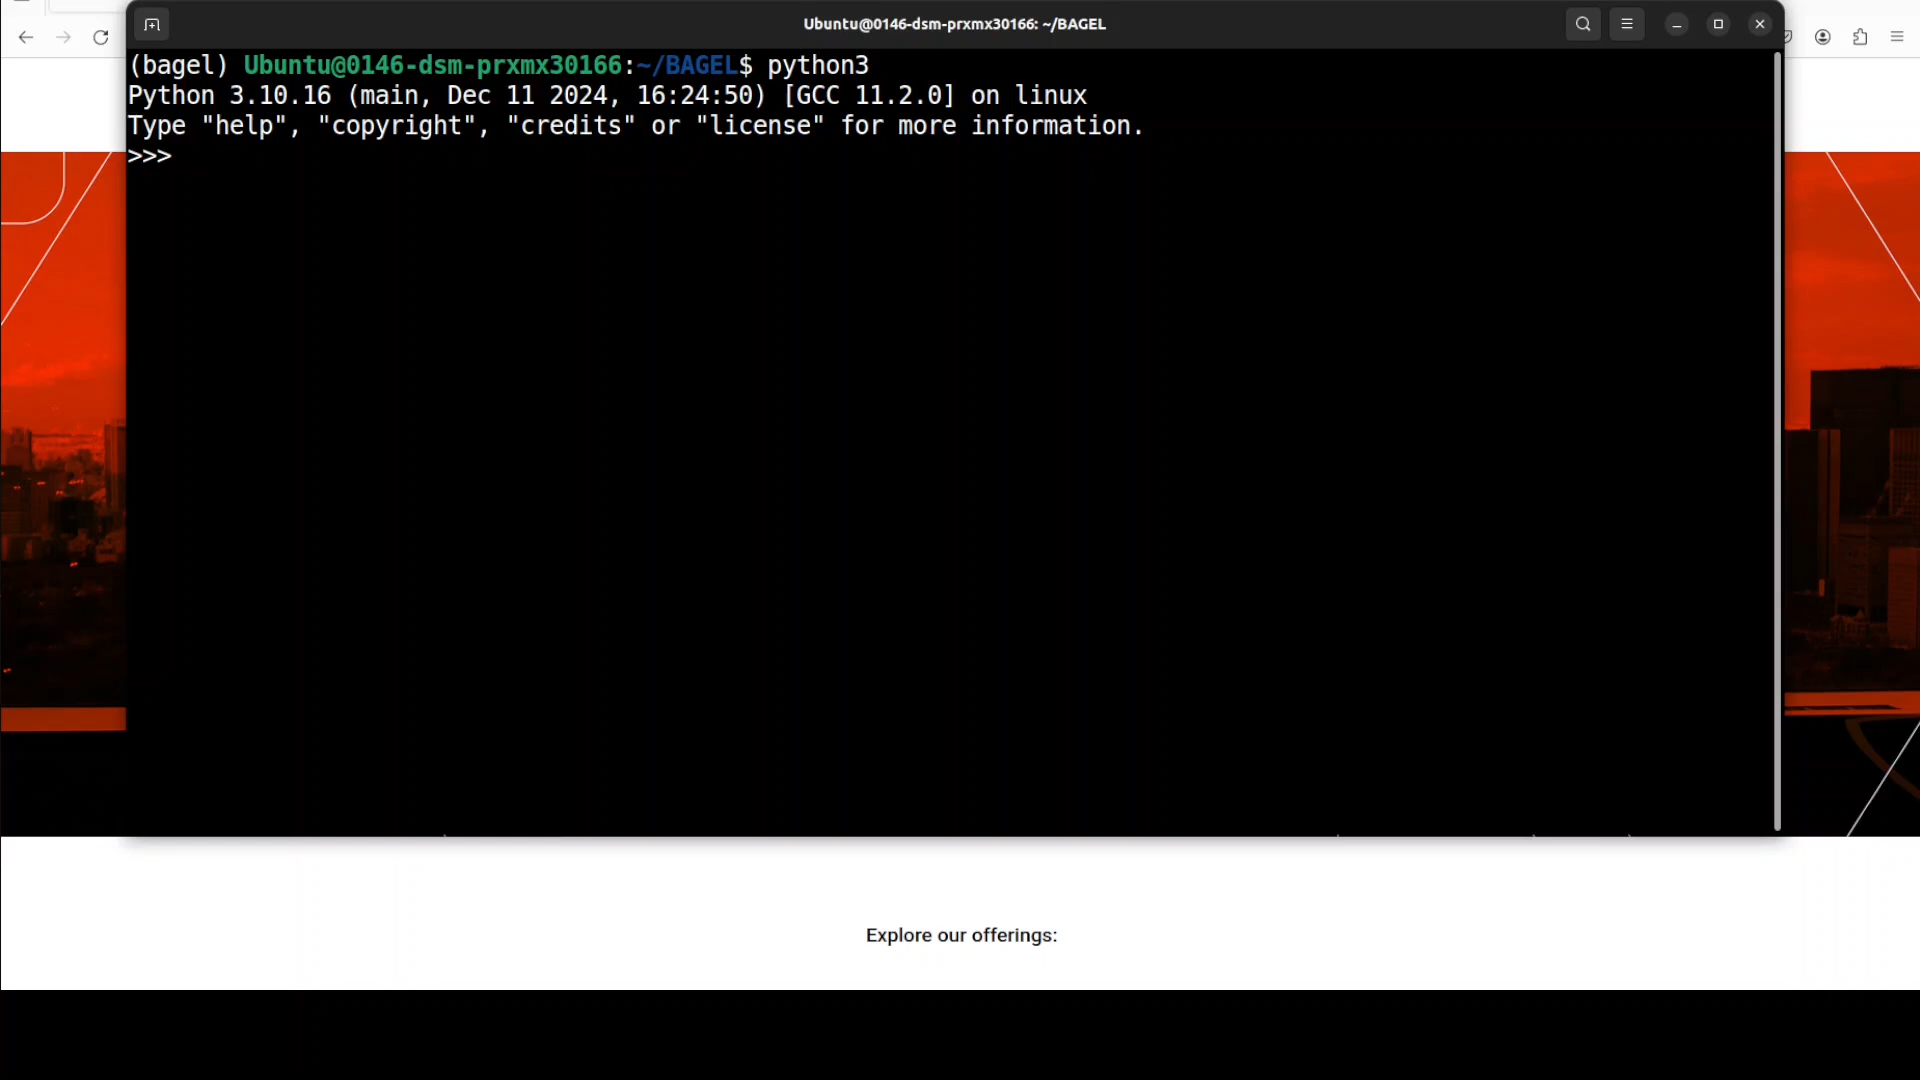 Ubuntu@0146-dsm-prxmx30166: ~/BAGEL
(bagel) Ubuntu@0146-dsm-prxmx30166:~/BAGEL$ python3
Python 3.10.16 (main, Dec 11 2024, 16:24:50) [GCC 11.2.0] on linux
Type "help", "copyright", "credits" or "license" for more information.
>>>
Explore our offerings: